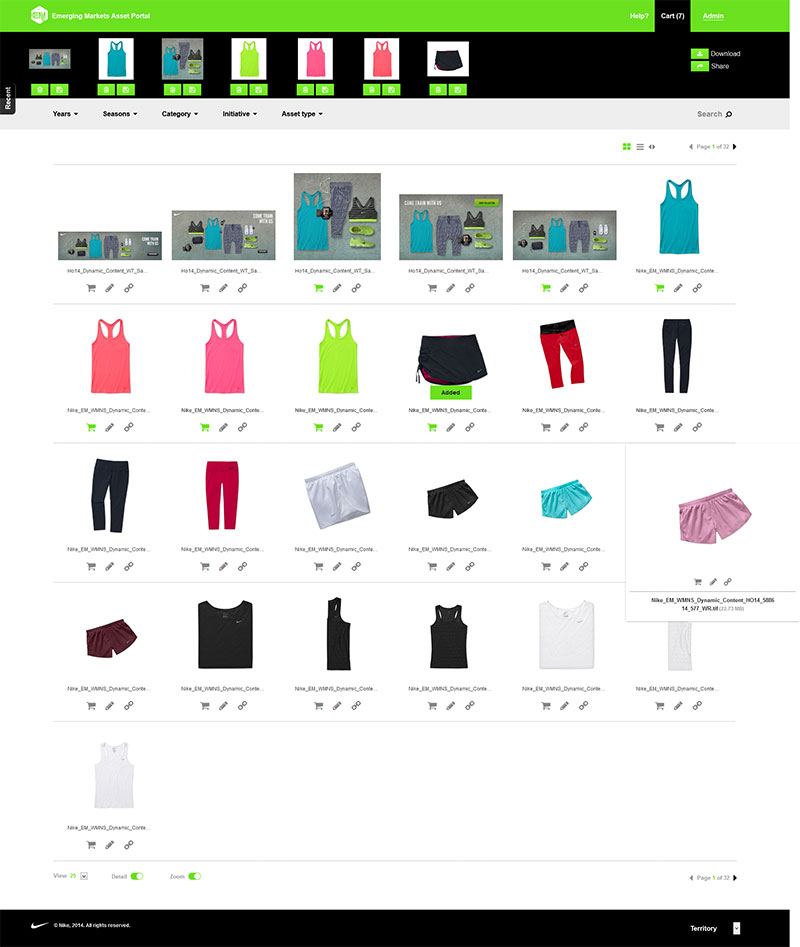 EM Emerging Markets Asset Portal
Help? Cart (7) Admin
Download
Share
Recent
Years Seasons Category Initiative Asset type Search
Page 1 of 32
COME TRAIN
WITH US
COME TRAIN
WITH US
COME TRAIN WITH US
Ho14_Dynamic_Content_WT_Sa... Ho14_Dynamic_Content_WT_Sa... Ho14_Dynamic_Content_WT_Sa... Ho14_Dynamic_Content_WT_Sa... Ho14_Dynamic_Content_WT_Sa... Nike_EM_WMNS_Dynamic_Conte...
Added
Nike_EM_WMNS_Dynamic_Conte... Nike_EM_WMNS_Dynamic_Conte... Nike_EM_WMNS_Dynamic_Conte... Nike_EM_WMNS_Dynamic_Conte... Nike_EM_WMNS_Dynamic_Conte... Nike_EM_WMNS_Dynamic_Conte...
Nike_EM_WMNS_Dynamic_Conte... Nike_EM_WMNS_Dynamic_Conte... Nike_EM_WMNS_Dynamic_Conte... Nike_EM_WMNS_Dynamic_Conte... Nike_EM_WMNS_Dynamic_Conte...
Nike_EM_WMNS_Dynamic_Content_HO14_5886
14_577_WR.tif (22.73 MB)
Nike_EM_WMNS_Dynamic_Conte... Nike_EM_WMNS_Dynamic_Conte... Nike_EM_WMNS_Dynamic_Conte... Nike_EM_WMNS_Dynamic_Conte... Nike_EM_WMNS_Dynamic_Conte... Nike_EM_WMNS_Dynamic_Conte...
Nike_EM_WMNS_Dynamic_Conte...
View 25 Detail Zoom Page 1 of 32
© Nike, 2014. All rights reserved. Territory